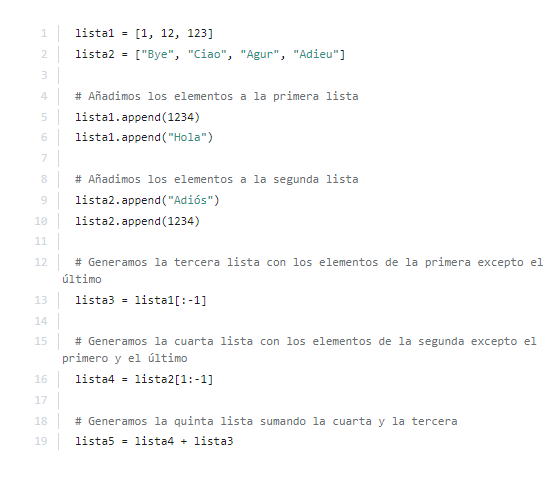 1 lista1 = [1, 12, 123]
2 lista2 = ["Bye", "Ciao", "Agur", "Adieu"]
3
4 # Añadimos los elementos a la primera lista
5 lista1.append(1234)
6 lista1.append("Hola")
7
8 # Añadimos los elementos a la segunda lista
9 lista2.append("Adiós")
10 lista2.append(1234)
11
12 # Generamos la tercera lista con los elementos de la primera excepto el
último
13 lista3 = lista1[:-1]
14
15 # Generamos la cuarta lista con los elementos de la segunda excepto el
primero y el último
16 lista4 = lista2[1:-1]
17
18 # Generamos la quinta lista sumando la cuarta y la tercera
19 lista5 = lista4 + lista3